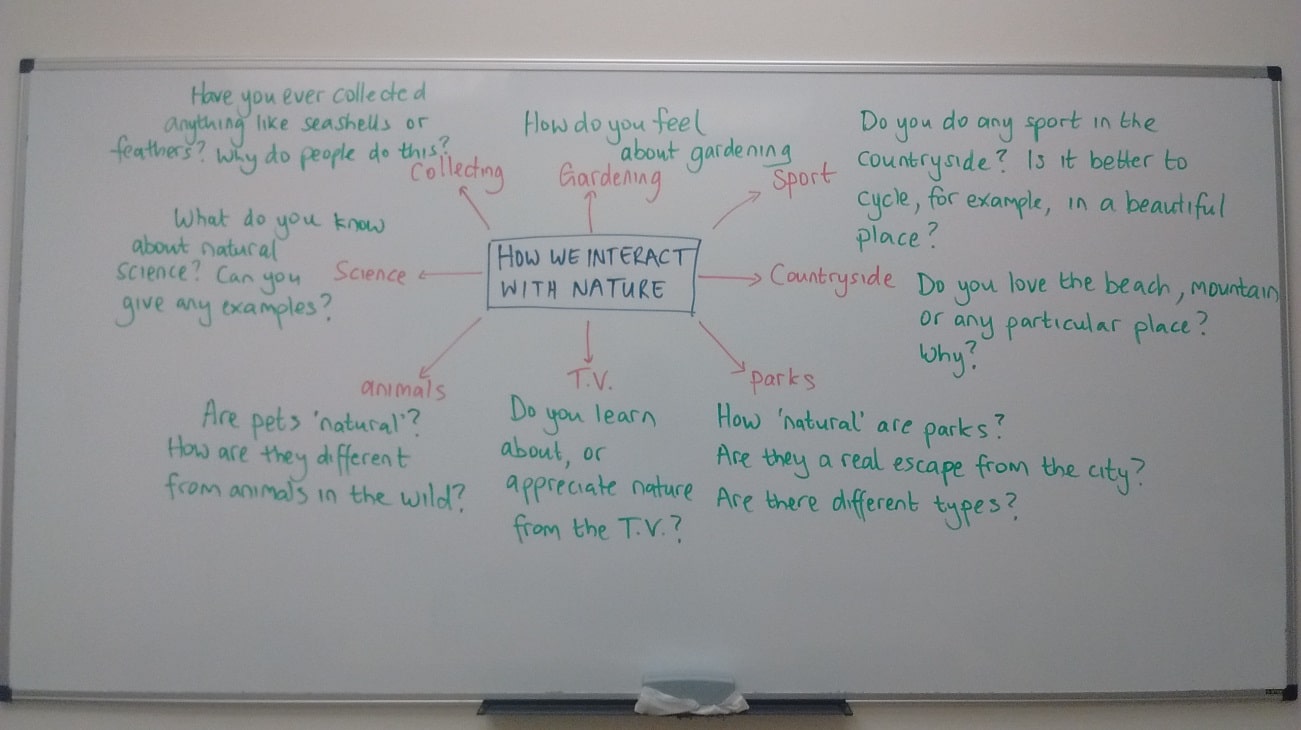 Have you ever collected
anything like seashells or
feathers? Why do people do this?
Collecting
How do you feel
about gardening
Gardening
Sport
Do you do any sport in the
countryside? Is it better to
cycle, for example, in a beautiful
place?
What do you know
about natural
science? Can you
give any examples?
Science
HOW WE INTERACT
WITH NATURE
Countryside
Do you love the beach, mountain
or any particular place?
Why?
animals
Are pets 'natural'?
How are they different
from animals in the wild?
T.V.
Do you learn
about, or
appreciate nature
from the T.V.?
parks
How 'natural' are parks?
Are they a real escape from the city?
Are there different types?